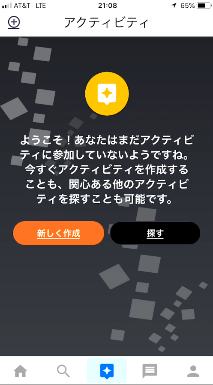 AT&T LTE 21:08 65%
アクティビティ
ようこそ！あなたはまだアクティビ
ティに参加していないようですね。
今すぐアクティビティを作成する
ことも、関心ある他のアクティビ
ティを探すことも可能です。
新しく作成 探す